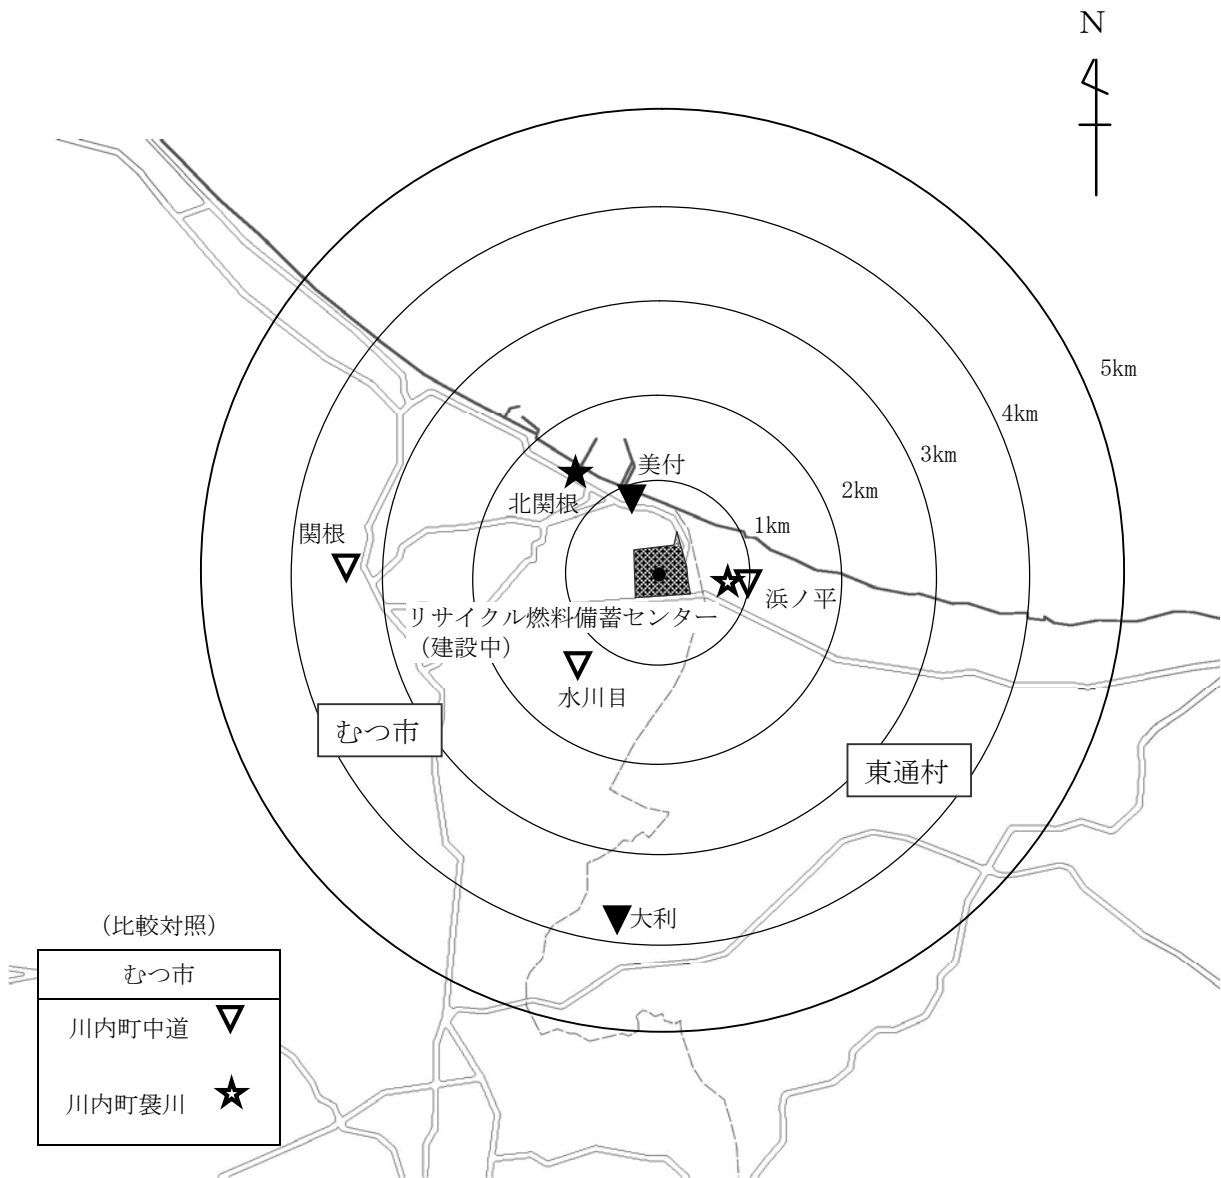 N
5km
4km
3km
2km
1km
美付
北関根
関根
浜ノ平
リサイクル燃料備蓄センター
（建設中）
水川目
むつ市
東通村
大利
（比較対照）
むつ市
川内町中道
川内町袰川